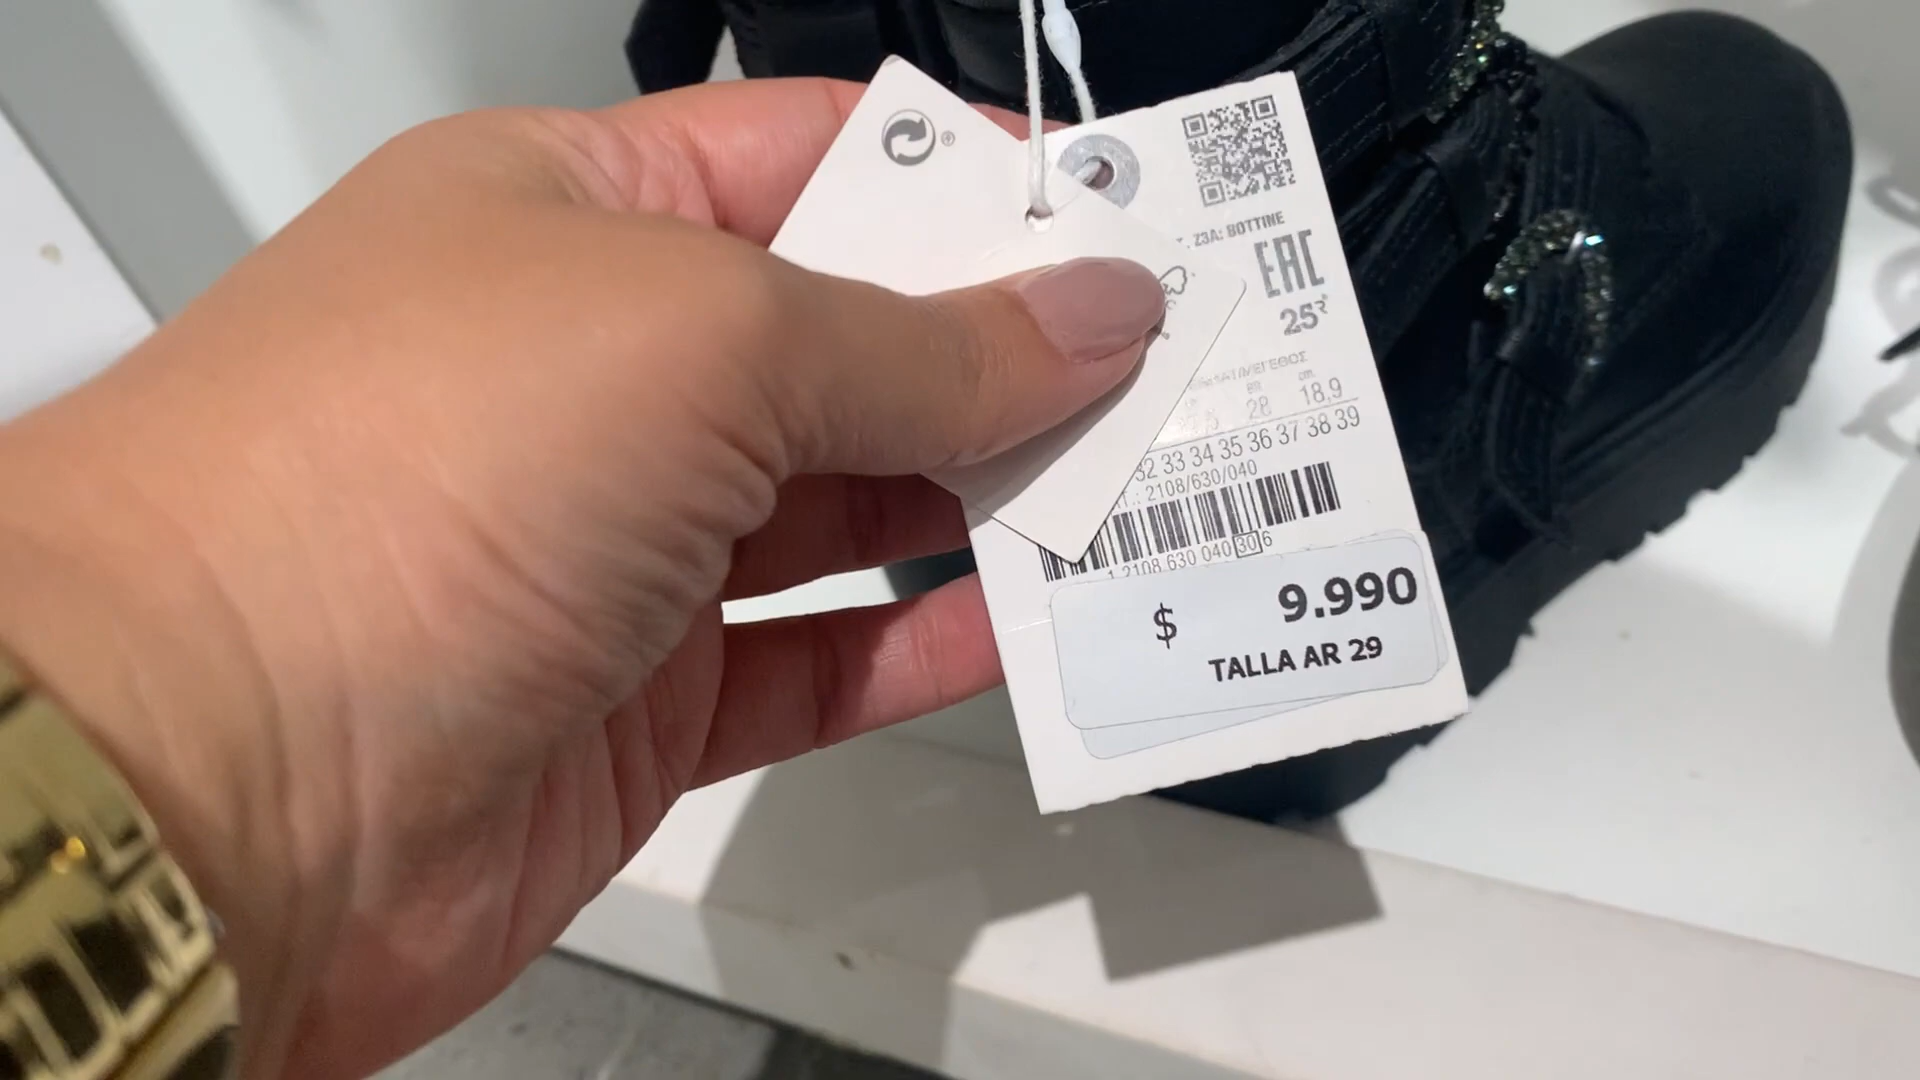 ®
Z3A: BOTTINE
EAC
25
28
18,9
32 33 34 35 36 37 38 39
2108/630/040
1 2108 630 040 30 6
$ 9.990
TALLA AR 29